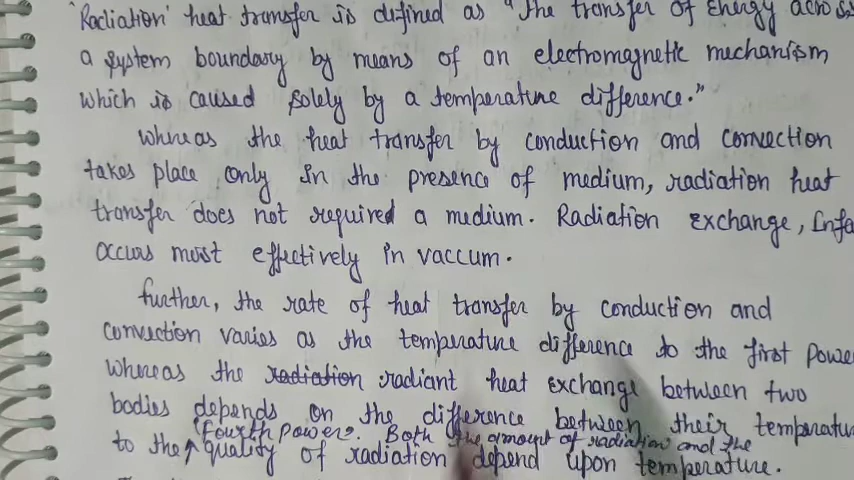 'Radiation' heat transfer is defined as "the transfer of energy across
a system boundary by means of an electromagnetic mechanism
which is caused solely by a temperature difference."
whereas the heat transfer by conduction and convection
takes place only in the presence of medium, radiation heat
transfer does not required a medium. Radiation exchange, Infa
occurs most effectively in vaccum.
further, the rate of heat transfer by conduction and
convection varies as the temperature difference to the first power
whereas the radiation radiant heat exchange between two
bodies depends on the difference between their temperatu
fourth power. Both the amount of radiation and the
to the quality of radiation depend upon temperature.